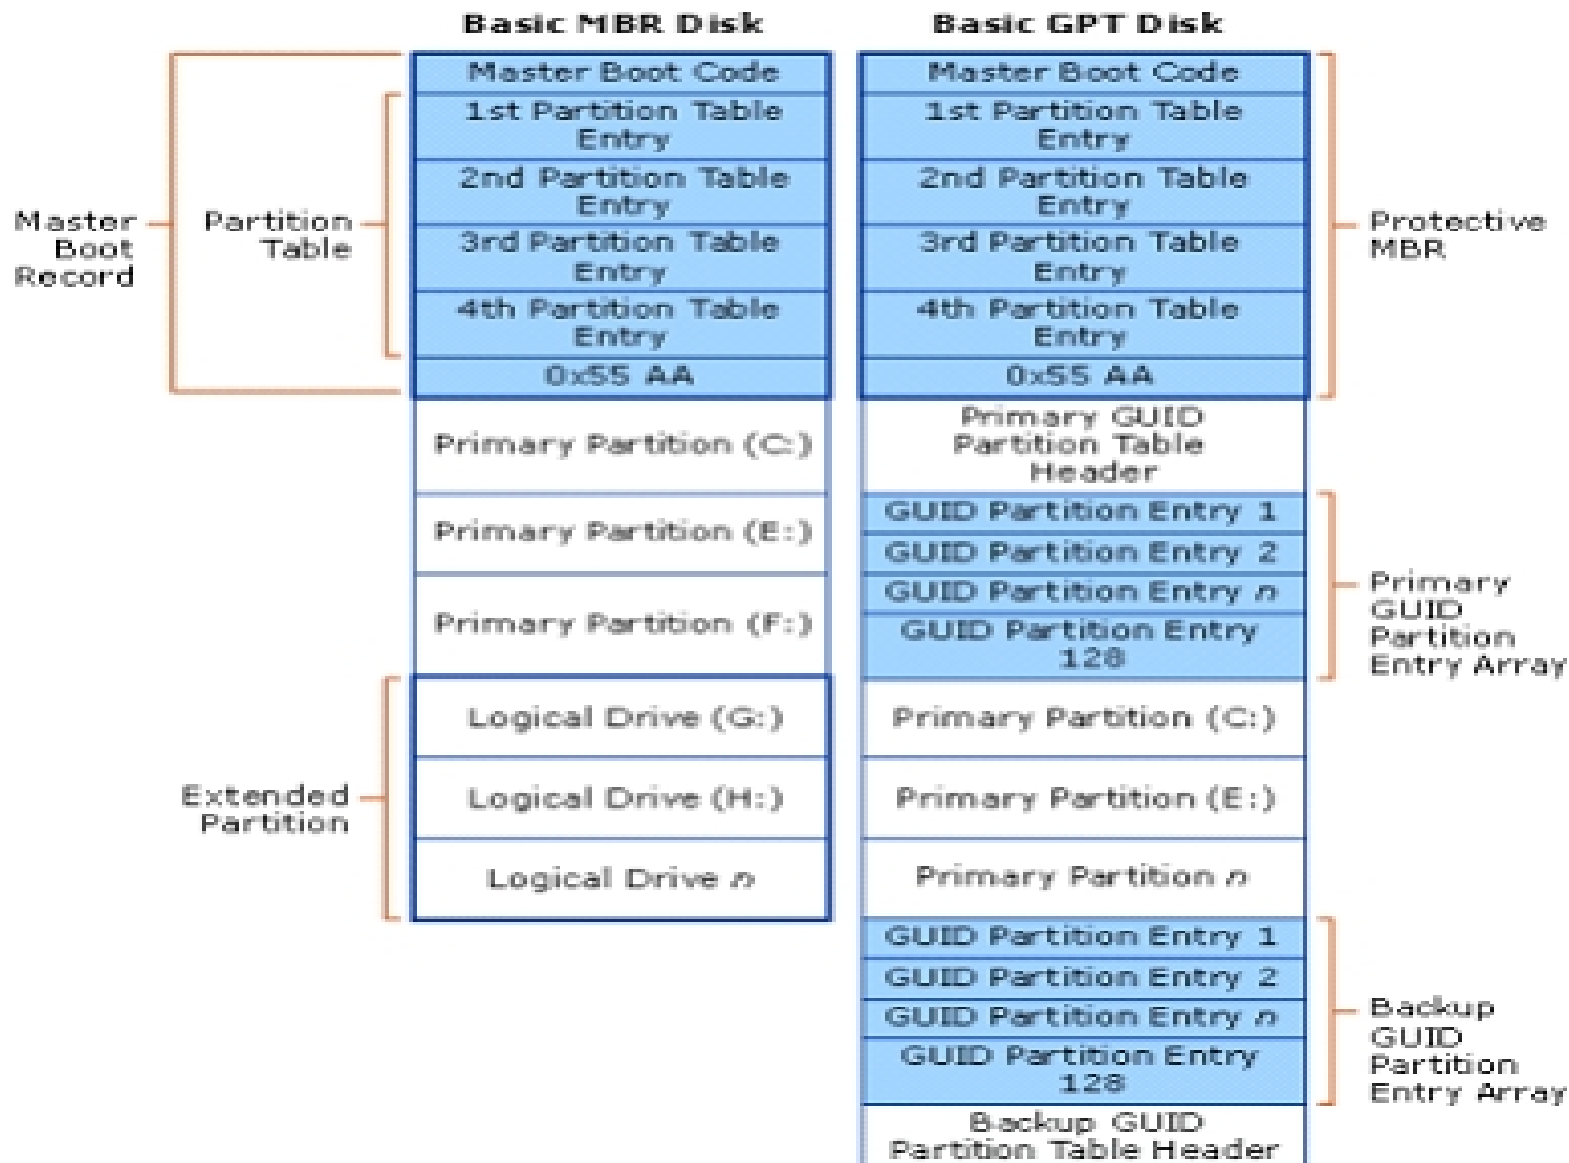 Basic MBR Disk
Master Boot Code
1st Partition Table
Entry
2nd Partition Table
Entry
3rd Partition Table
Entry
4th Partition Table
Entry
0x55 AA
Primary Partition (C:)
Primary Partition (E:)
Primary Partition (F:)
Logical Drive (G:)
Logical Drive (H:)
Logical Drive n
Master
Boot
Record
Partition
Table
Extended
Partition
Basic GPT Disk
Master Boot Code
1st Partition Table
Entry
2nd Partition Table
Entry
3rd Partition Table
Entry
4th Partition Table
Entry
0x55 AA
Primary GUID
Partition Table
Header
GUID Partition Entry 1
GUID Partition Entry 2
GUID Partition Entry n
GUID Partition Entry
128
Primary Partition (C:)
Primary Partition (E:)
Primary Partition n
GUID Partition Entry 1
GUID Partition Entry 2
GUID Partition Entry n
GUID Partition Entry
128
Backup GUID
Partition Table Header
Protective
MBR
Primary
GUID
Partition
Entry Array
Backup
GUID
Partition
Entry Array